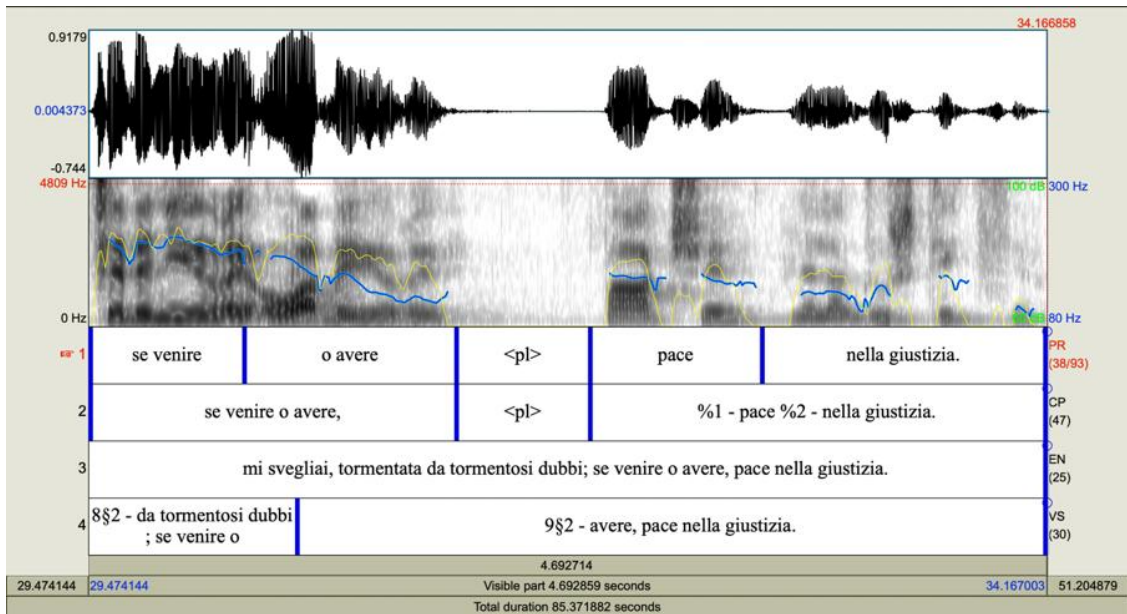 34.166858
0.9179
0.004373
-0.744
4809 Hz 100 dB 300 Hz
0 Hz 80 Hz
☞ 1 se venire o avere <pl> pace nella giustizia. PR (38/93)
2 se venire o avere, <pl> %1 - pace %2 - nella giustizia. CP (47)
3 mi svegliai, tormentata da tormentosi dubbi; se venire o avere, pace nella giustizia. EN (25)
4 8§2 - da tormentosi dubbi ; se venire o 9§2 - avere, pace nella giustizia. VS (30)
4.692714
29.474144 29.474144 Visible part 4.692859 seconds 34.167003 51.204879
Total duration 85.371882 seconds